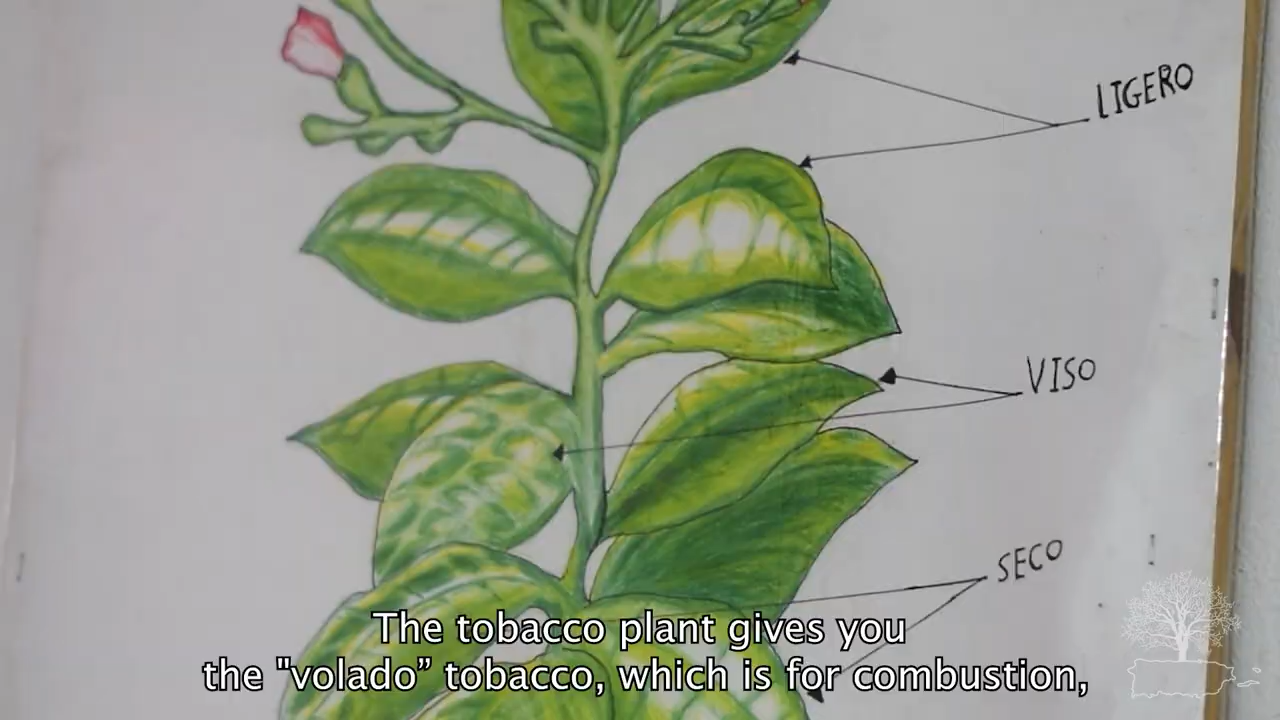 LIGERO
VISO
SECO
The tobacco plant gives you
the "volado” tobacco, which is for combustion,